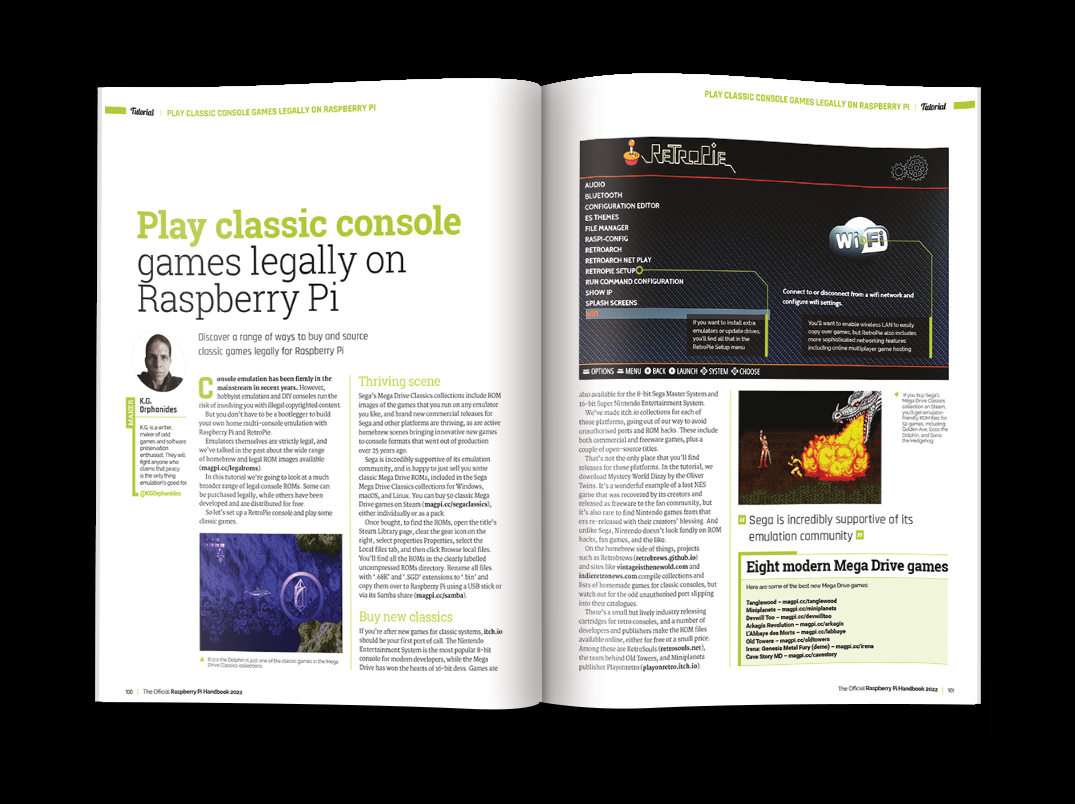 Tutorial | PLAY CLASSIC CONSOLE GAMES LEGALLY ON RASPBERRY PI
Play classic console
games legally on
Raspberry Pi
Discover a range of ways to buy and source
classic games legally for Raspberry Pi
MAKER
K.G.
Orphanides
K.G. is a writer,
maker of odd
games and software
preservation
enthusiast. They will
fight anyone who
claims that piracy
is the only thing
emulation's good for.
@KGOrphanides
Console emulation has been firmly in the
mainstream in recent years. However,
hobbyist emulation and DIY consoles run the
risk of involving you with illegal copyrighted content.
But you don't have to be a bootlegger to build
your own home multi-console emulation with
Raspberry Pi and RetroPie.
Emulators themselves are strictly legal, and
we've talked in the past about the wide range
of homebrew and legal ROM images available
(magpi.cc/legalroms).
In this tutorial we're going to look at a much
broader range of legal console ROMs. Some can
be purchased legally, while others have been
developed and are distributed for free.
So let's set up a RetroPie console and play some
classic games.
Ecco the Dolphin is just one of the classic games in the Mega
Drive Classics collections
Thriving scene
Sega's Mega Drive Classics collections include ROM
images of the games that you run on any emulator
you like, and brand new commercial releases for
Sega and other platforms are thriving, as are active
homebrew scenes bringing innovative new games
to console formats that went out of production
over 25 years ago.
Sega is incredibly supportive of its emulation
community, and is happy to just sell you some
classic Mega Drive ROMs, included in the Sega
Mega Drive Classics collections for Windows,
macOS, and Linux. You can buy 50 classic Mega
Drive games on Steam (magpi.cc/segaclassics),
either individually or as a pack.
Once bought, to find the ROMs, open the title's
Steam Library page, clear the gear icon on the
right, select properties Properties, select the
Local files tab, and then click Browse local files.
You'll find all the ROMs in the clearly labelled
uncompressed ROMs directory. Rename all files
with '.68K' and '.SGD' extensions to '.bin' and
copy them over to Raspberry Pi using a USB stick or
via its Samba share (magpi.cc/samba).
Buy new classics
If you're after new games for classic systems, itch.io
should be your first port of call. The Nintendo
Entertainment System is the most popular 8-bit
console for modern developers, while the Mega
Drive has won the hearts of 16-bit devs. Games are
100 | The Official Raspberry Pi Handbook 2022
PLAY CLASSIC CONSOLE GAMES LEGALLY ON RASPBERRY PI | Tutorial
RETROPIE
AUDIO
BLUETOOTH
CONFIGURATION EDITOR
ES THEMES
FILE MANAGER
RASPI-CONFIG
RETROARCH
RETROARCH NET PLAY
RETROPIE SETUP
RUN COMMAND CONFIGURATION
SHOW IP
SPLASH SCREENS
WIFI
Wi Fi
Connect to or disconnect from a wifi network and
configure wifi settings.
If you want to install extra
emulators or update drives,
you'll find all that in the
RetroPie Setup menu
You'll want to enable wireless LAN to easily
copy over games, but RetroPie also includes
more sophisticated networking features
including online multiplayer game hosting
OPTIONS MENU BACK LAUNCH SYSTEM CHOOSE
also available for the 8-bit Sega Master System and
16-bit Super Nintendo Entertainment System.
We've made itch.io collections for each of
those platforms, going out of our way to avoid
unauthorised ports and ROM hacks. These include
both commercial and freeware games, plus a
couple of open-source titles.
That's not the only place that you'll find
releases for those platforms. In the tutorial, we
download Mystery World Dizzy by the Oliver
Twins. It's a wonderful example of a lost NES
game that was recovered by its creators and
released as freeware to the fan community, but
it's also rare to find Nintendo games from that
era re-released with their creators' blessing. And
unlike Sega, Nintendo doesn't look fondly on ROM
hacks, fan games, and the like.
On the homebrew side of things, projects
such as Retrobrews (retrobrews.github.io)
and sites like vintageisthenewold.com and
indieretronews.com compile collections and
lists of homemade games for classic consoles, but
watch out for the odd unauthorised port slipping
into their catalogues.
There's a small but lively industry releasing
cartridges for retro consoles, and a number of
developers and publishers make the ROM files
available online, either for free or a small price.
Among these are RetroSouls (retrosouls.net),
the team behind Old Towers, and Miniplanets
publisher Playonretro (playonretro.itch.io).
If you buy Sega's
Mega Drive Classics
collection on Steam,
you'll get emulator-
friendly ROM files for
50 games, including
Golden Axe, Ecco the
Dolphin, and Sonic
the Hedgehog
Sega is incredibly supportive of its
emulation community
Eight modern Mega Drive games
Here are some of the best new Mega Drive games:
Tanglewood – magpi.cc/tanglewood
Miniplanets – magpi.cc/miniplanets
Devwill Too – magpi.cc/devwilltoo
Arkagis Revolution – magpi.cc/arkagis
L'Abbaye des Morts – magpi.cc/labbaye
Old Towers – magpi.cc/oldtowers
Irena: Genesis Metal Fury (demo) – magpi.cc/irena
Cave Story MD – magpi.cc/cavestory
The Official Raspberry Pi Handbook 2022 | 101